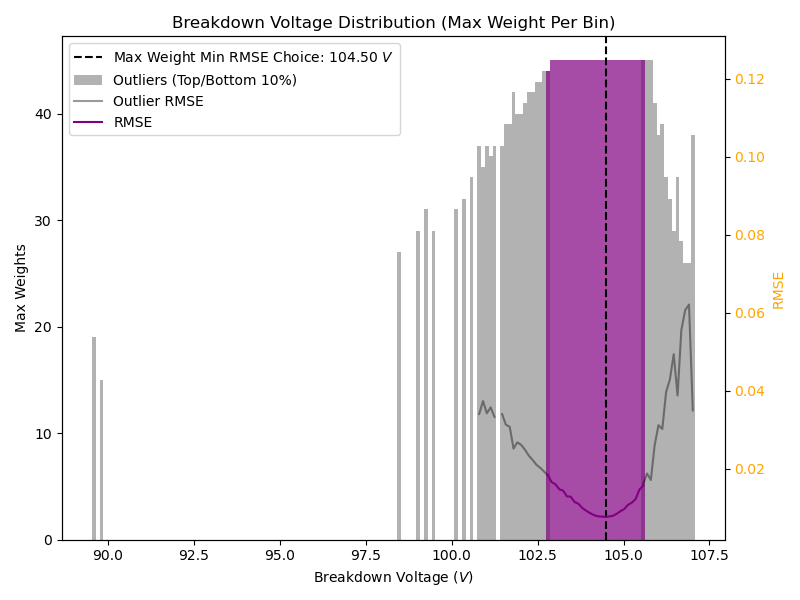 Breakdown Voltage Distribution (Max Weight Per Bin)
Max Weight Min RMSE Choice: 104.50 V
Outliers (Top/Bottom 10%)
Outlier RMSE
RMSE
Max Weights
40
30
20
10
0
0.12
0.10
0.08
0.06
0.04
0.02
RMSE
90.0 92.5 95.0 97.5 100.0 102.5 105.0 107.5
Breakdown Voltage (V)